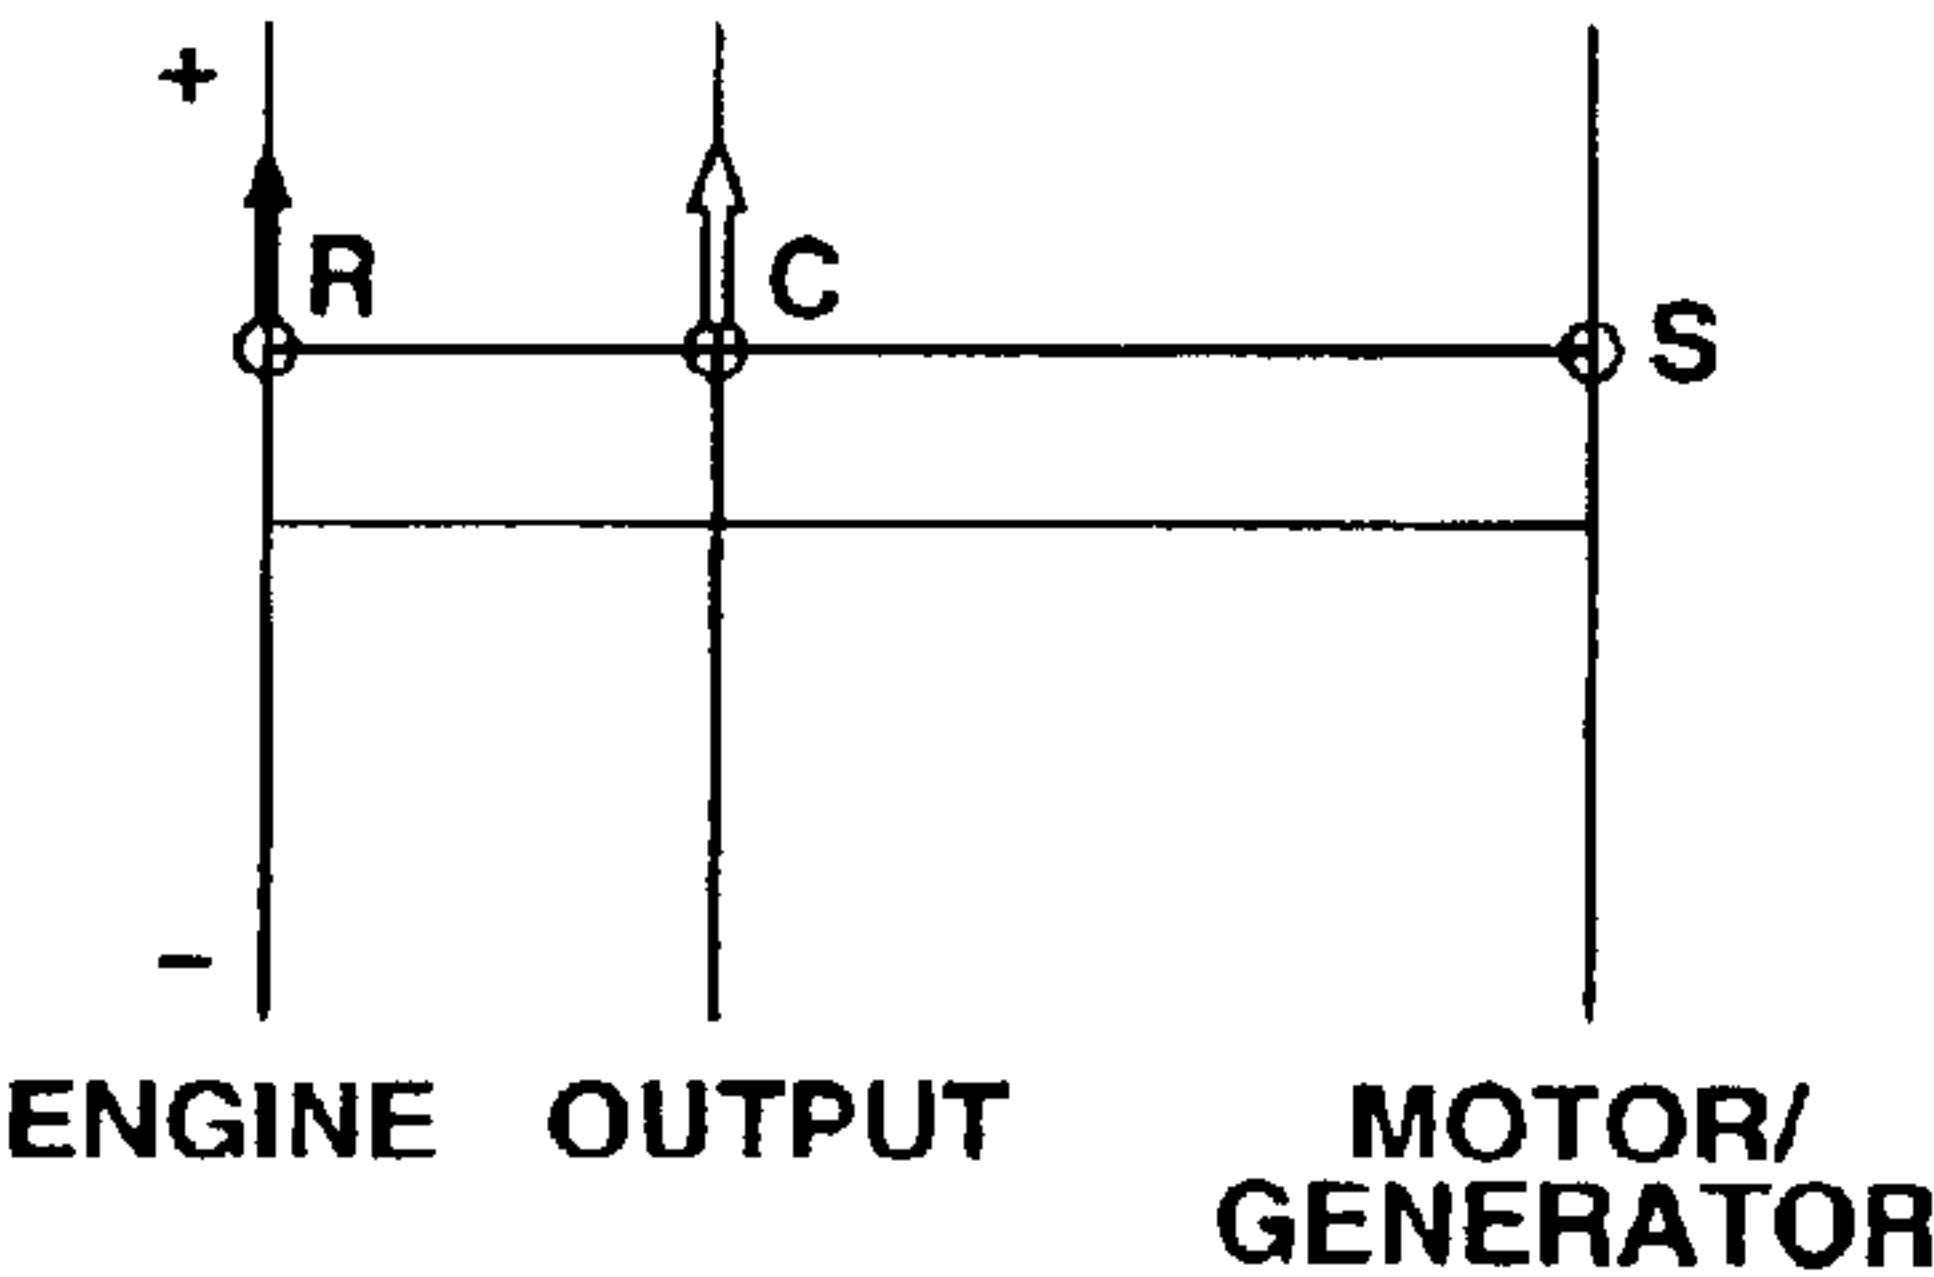 +
R
C
S
−
ENGINE OUTPUT MOTOR/
GENERATOR